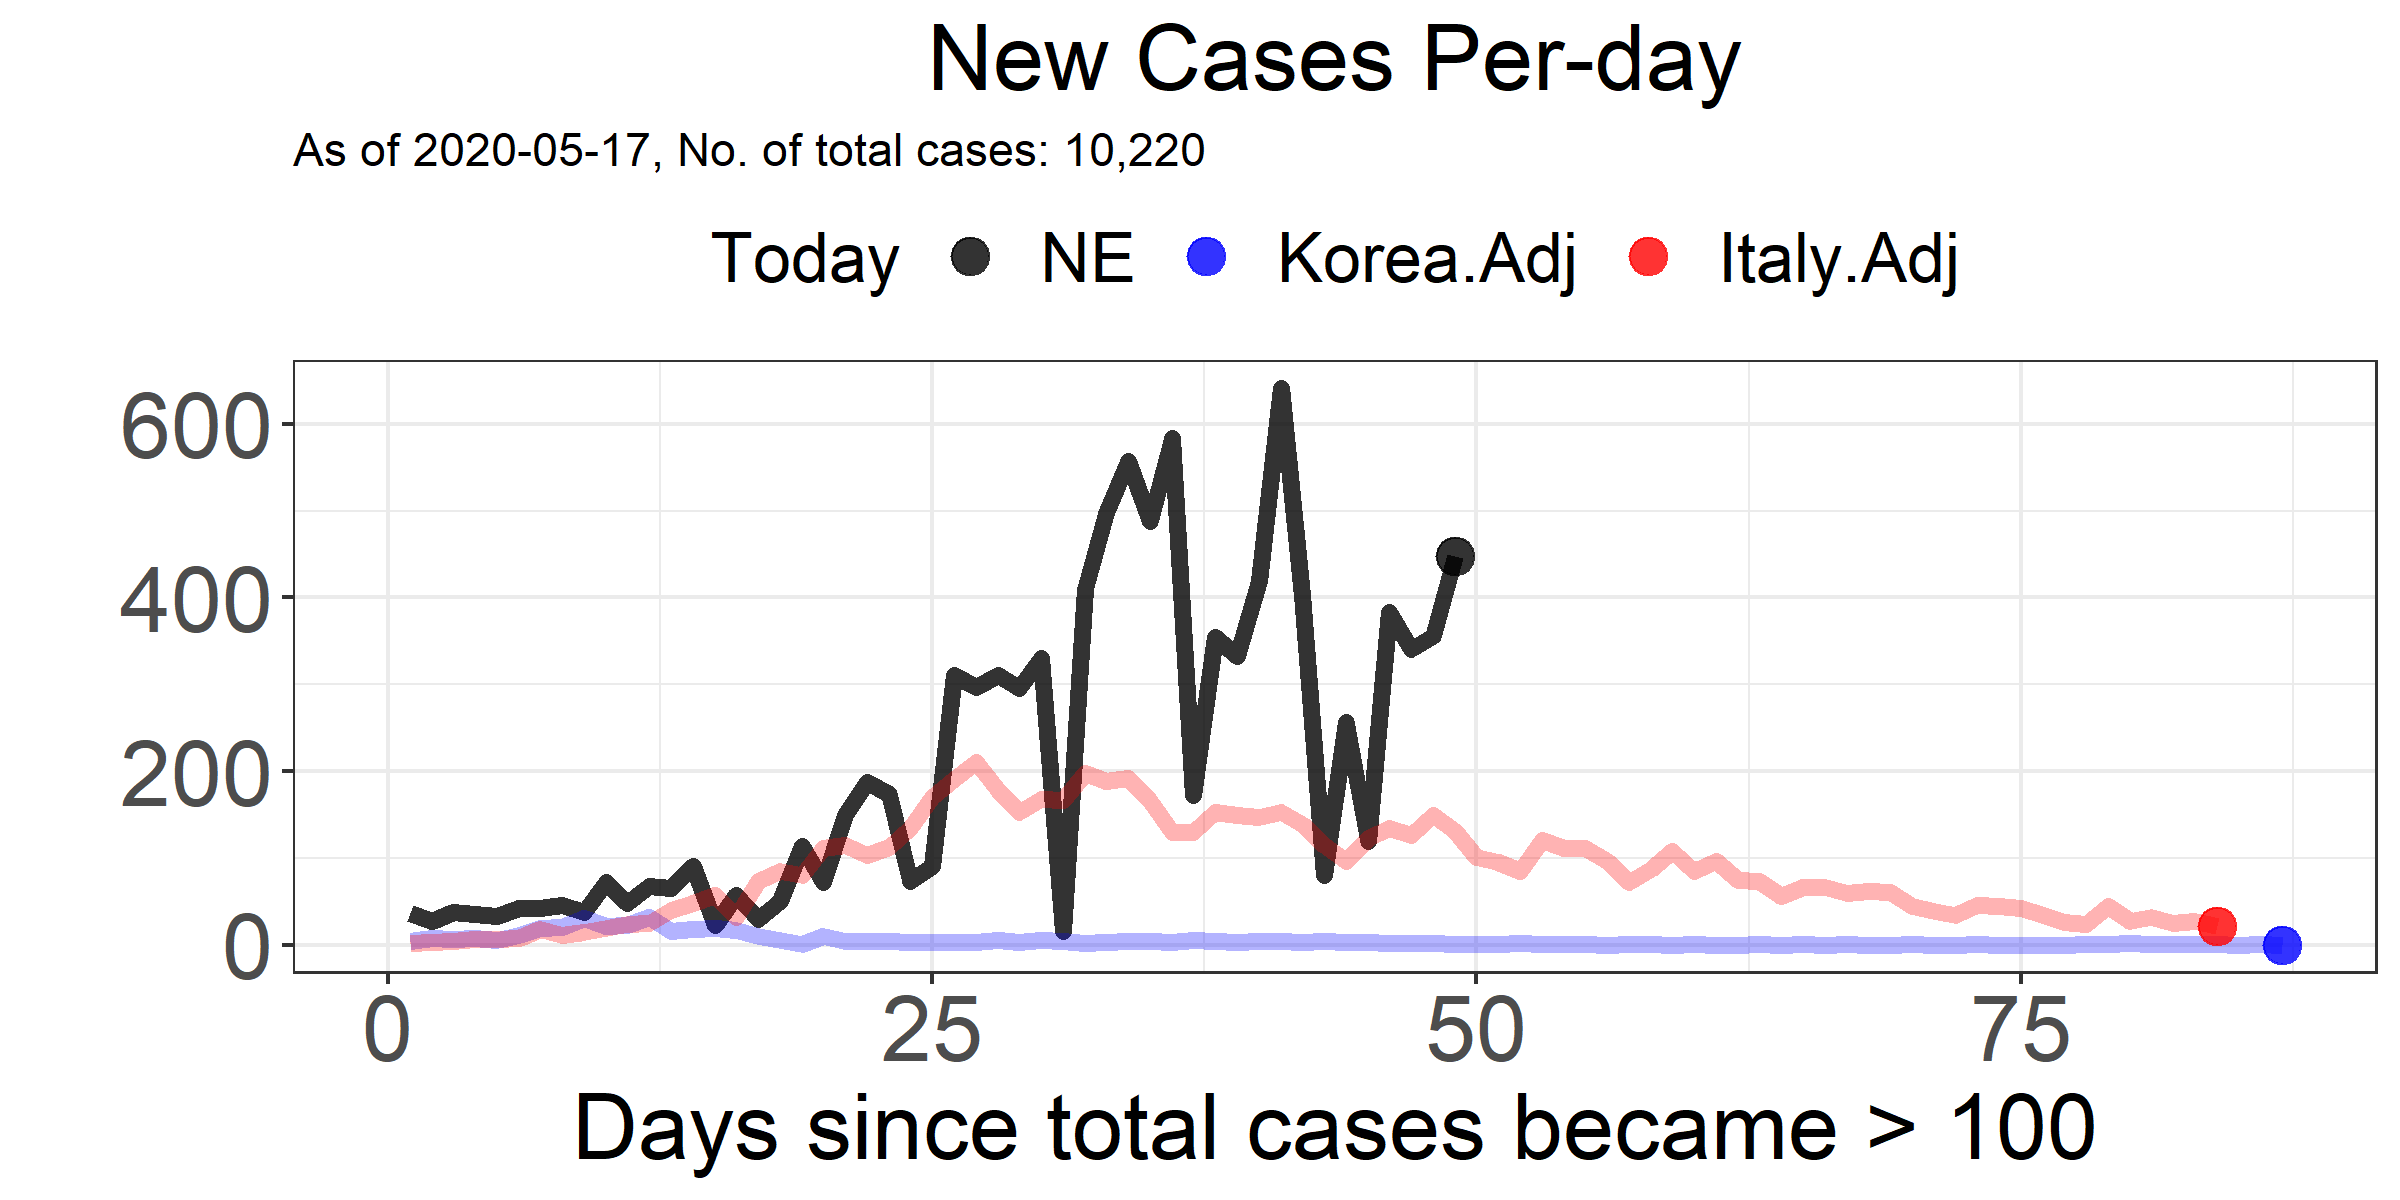 New Cases Per-day
As of 2020-05-17, No. of total cases: 10,220
Today NE Korea.Adj Italy.Adj
600
400
200
0
0 25 50 75
Days since total cases became > 100